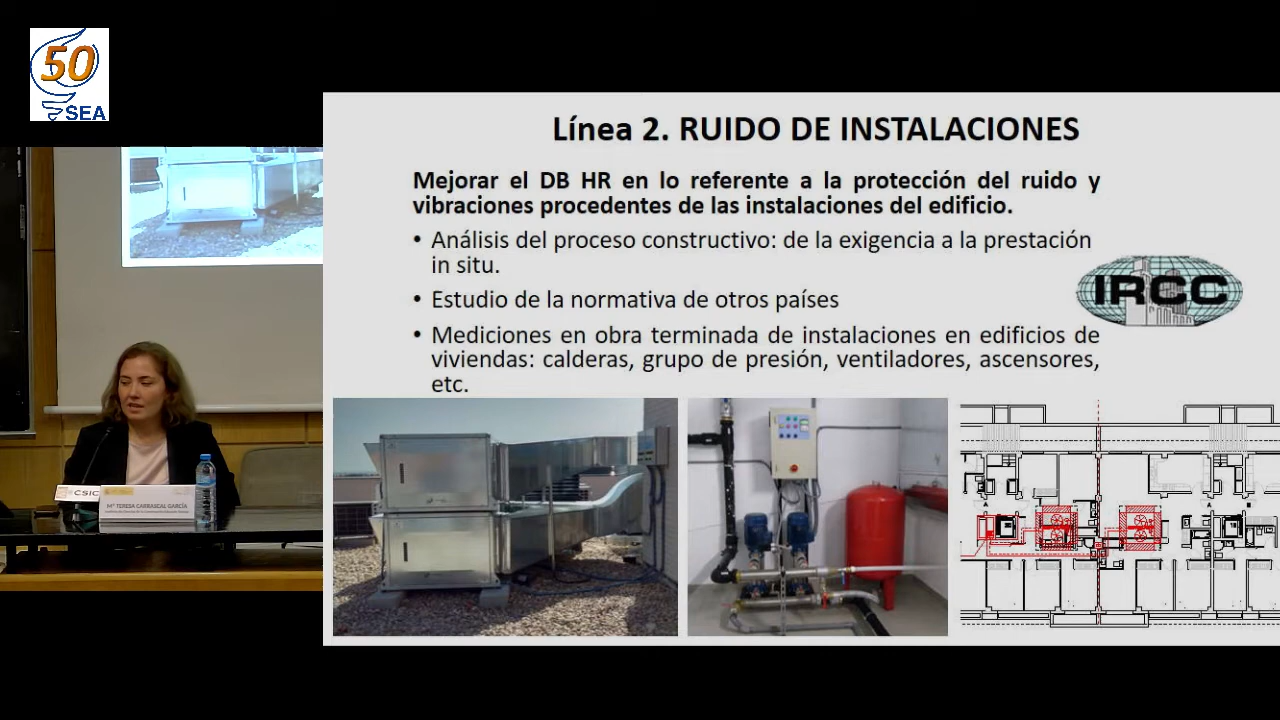 50
SEA
Línea 2. RUIDO DE INSTALACIONES
Mejorar el DB HR en lo referente a la protección del ruido y
vibraciones procedentes de las instalaciones del edificio.
• Análisis del proceso constructivo: de la exigencia a la prestación
in situ.
• Estudio de la normativa de otros países
• Mediciones en obra terminada de instalaciones en edificios de
viviendas: calderas, grupo de presión, ventiladores, ascensores,
etc.
IRCC
CSIC
Mª TERESA CARRASCAL GARCÍA